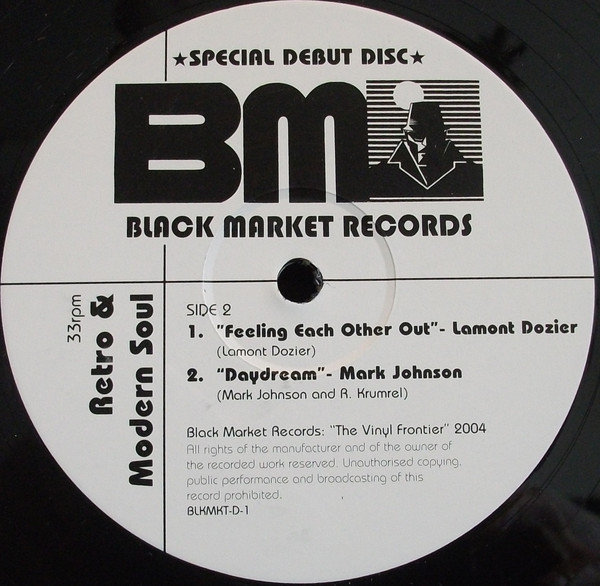 ★SPECIAL DEBUT DISC★
BM
BLACK MARKET RECORDS
33rpm
Retro &
Modern Soul
SIDE 2
1. "Feeling Each Other Out"- Lamont Dozier
(Lamont Dozier)
2. "Daydream"- Mark Johnson
(Mark Johnson and R. Krumrel)
Black Market Records: "The Vinyl Frontier" 2004
All rights of the manufacturer and of the owner of
the recorded work reserved. Unauthorised copying,
public performance and broadcasting of this
record prohibited.
BLKMKT-D-1